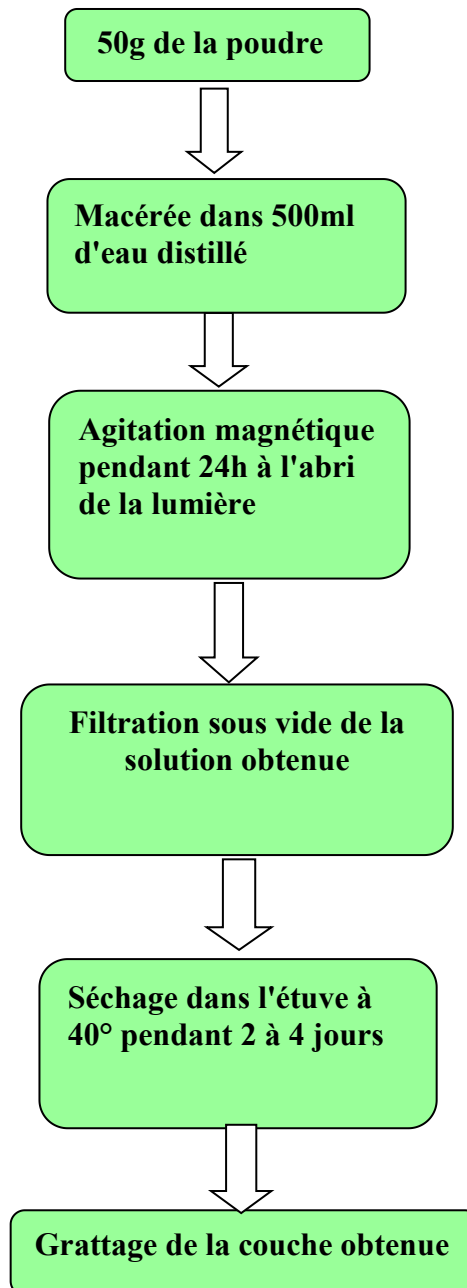 50g de la poudre
Macérée dans 500ml
d'eau distillé
Agitation magnétique
pendant 24h à l'abri
de la lumière
Filtration sous vide de la
solution obtenue
Séchage dans l'étuve à
40° pendant 2 à 4 jours
Grattage de la couche obtenue